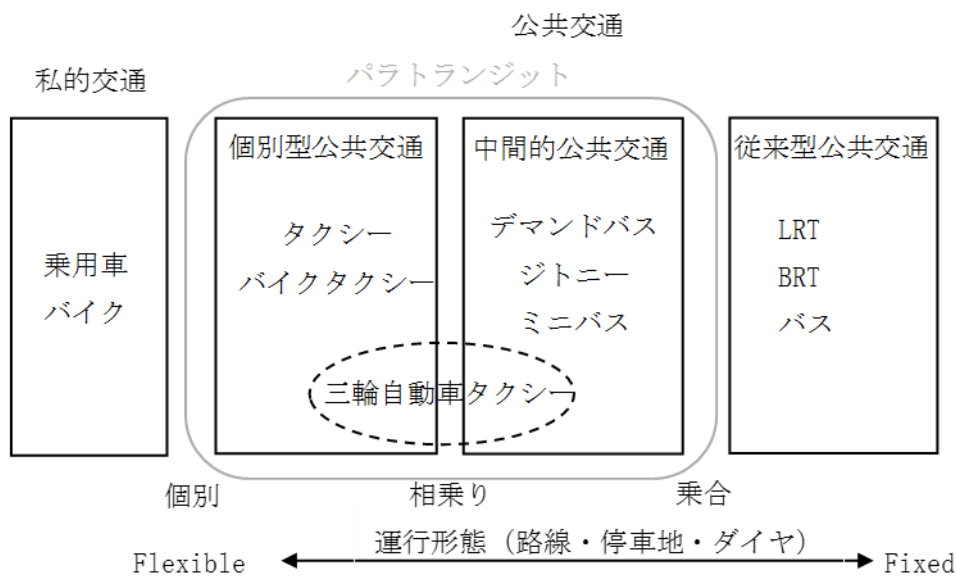 公共交通
私的交通
パラトランジット
個別型公共交通
中間的公共交通
従来型公共交通
乗用車
バイク
タクシー
バイクタクシー
デマンドバス
ジトニー
ミニバス
LRT
BRT
バス
三輪自動車タクシー
個別
相乗り
乗合
運行形態（路線・停車地・ダイヤ）
Flexible
Fixed